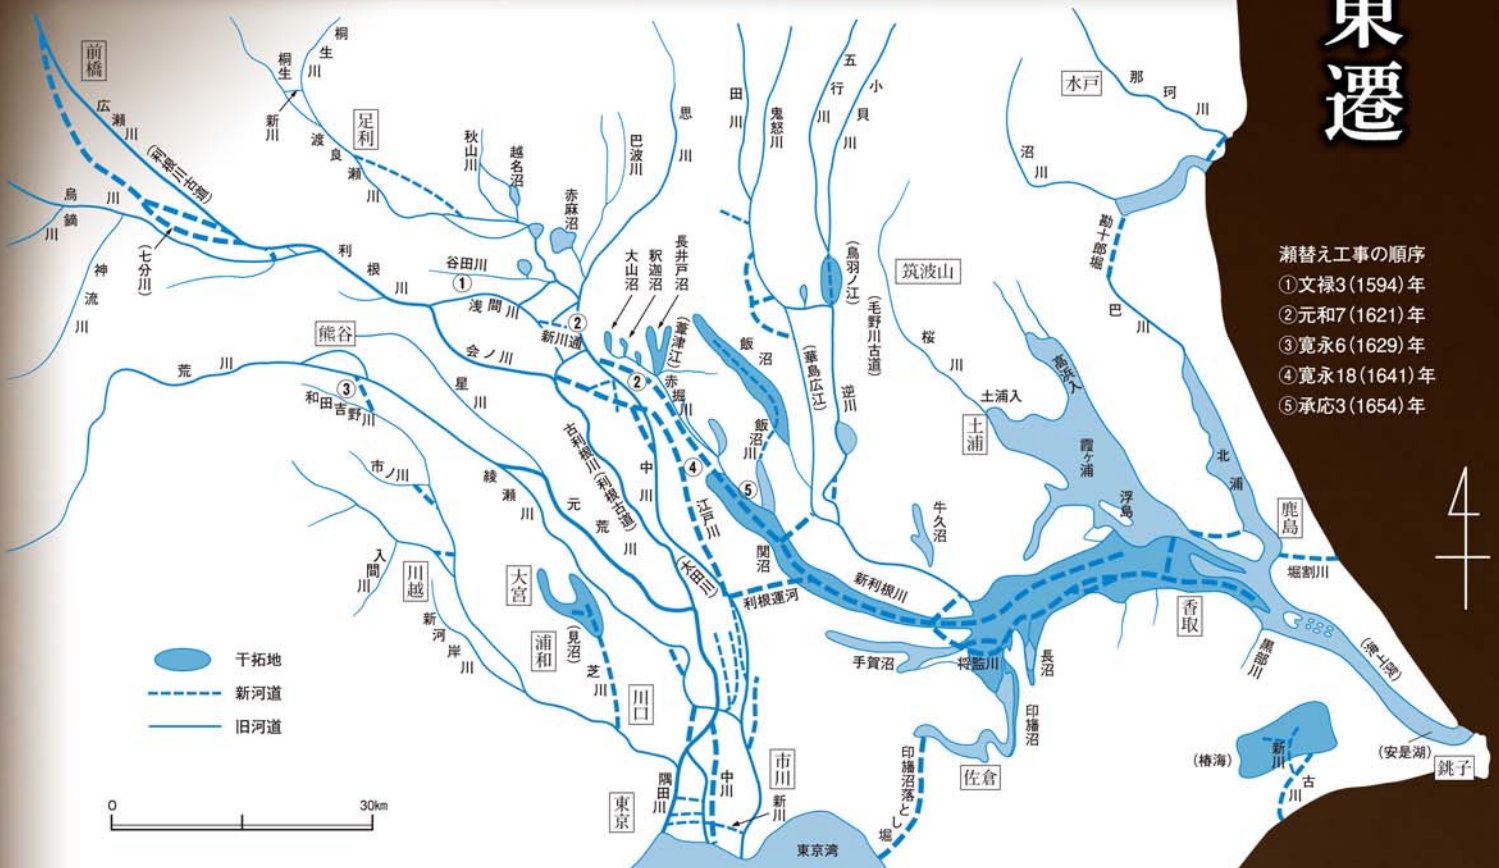 東遷
瀬替え工事の順序
①文禄3(1594)年
②元和7(1621)年
③寛永6(1629)年
④寛永18(1641)年
⑤承応3(1654)年
前橋
広瀬川
(利根川古道)
烏川
鏑川
(七分川)
神流川
桐生川
桐生
新川
足利
渡良瀬川
秋山川
越名沼
赤麻沼
巴波川
思川
田川
鬼怒川
五行川
小貝川
水戸
那珂川
沼川
勘十郎堀
巴川
利根川
谷田川
①
浅間川
②
新川通
大山沼
釈迦沼
長井戸沼
(葦津江)
②
赤堀川
飯沼
飯沼川
(鳥羽ノ江)
(毛野川古道)
(華島広江)
逆川
筑波山
桜川
土浦入
土浦
高浜入
霞ヶ浦
浮島
北浦
鹿島
堀割川
熊谷
荒川
③
和田吉野川
会ノ川
星川
市ノ川
綾瀬川
元荒川
古利根川(利根古道)
中川
④
江戸川
⑤
関沼
(太田川)
利根運河
新利根川
牛久沼
入間川
川越
新河岸川
大宮
浦和
(見沼)
芝川
川口
手賀沼
将監川
長沼
印旛沼
香取
黒部川
佐倉
印旛沼落とし堀
隅田川
中川
市川
新川
東京
東京湾
(椿海)
新川
古川
(安是湖)
銚子
干拓地
新河道
旧河道
0
30km